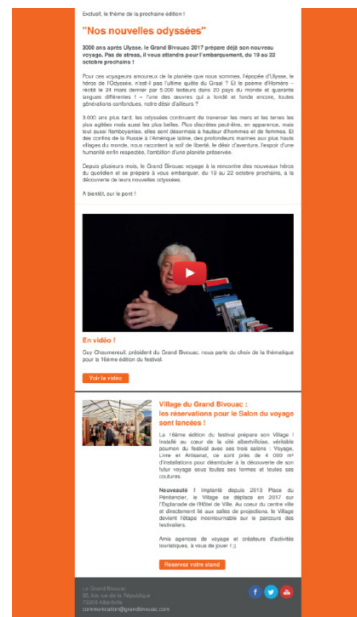 Exclusif, le thème de la prochaine édition !
"Nos nouvelles odyssées"
3000 ans après Ulysse, le Grand Bivouac 2017 prépare déjà son nouveau
voyage. Pas de stress, il vous attendra pour l'embarquement, du 19 au 22
octobre prochains !
Pour ces voyageurs amoureux de la planète que nous sommes, l'épopée d'Ulysse, le
héros de l'Odyssée, n'est-il pas l'ultime quête du Graal ? Et le poème d'Homère -
récité le 24 mars dernier par 5.000 lecteurs dans 20 pays du monde et quarante
langues différentes ! - l'une des œuvres qui a fondé et fonde encore, toutes
générations confondues, notre désir d'ailleurs ?
3.000 ans plus tard, les odyssées continuent de traverser les mers et les terres les
plus agitées mais aussi les plus belles. Plus discrètes peut-être, en apparence, mais
tout aussi flamboyantes, elles sont désormais à hauteur d'hommes et de femmes. Et
des confins de la Russie à l'Amérique latine, des profondeurs marines aux plus hauts
villages du monde, nous racontent la soif de liberté, le désir d'aventure, l'espoir d'une
humanité enfin respectée, l'ambition d'une planète préservée.
Depuis plusieurs mois, le Grand Bivouac voyage à la rencontre des nouveaux héros
du quotidien et se prépare à vous embarquer, du 19 au 22 octobre prochains, à la
découverte de leurs nouvelles odyssées.
A bientôt, sur le pont !
En vidéo !
Guy Chaumereuil, président du Grand Bivouac, nous parle du choix de la thématique
pour la 16ème édition du festival.
Voir la vidéo
Village du Grand Bivouac :
les réservations pour le Salon du voyage
sont lancées !
La 16ème édition du festival prépare son Village !
Installé au cœur de la cité albertvilloise, véritable
poumon du festival avec ses trois salons : Voyage,
Livre et Artisanat, ce sont près de 4 000 m²
d'installations pour déambuler à la découverte de son
futur voyage sous toutes ses formes et toutes ses
coutures.
Nouveauté ! Implanté depuis 2013 Place du
Pénitencier, le Village se déplace en 2017 sur
l'Esplanade de l'Hôtel de Ville. Au coeur du centre ville
et directement lié aux salles de projections, le Village
devient l'étape incontournable sur le parcours des
festivaliers.
Amis agences de voyage et créateurs d'activités
touristiques, à vous de jouer ! ;)
Réservez votre stand
Le Grand Bivouac
rue de la République
73200 Albertville
communication@grandbivouac.com